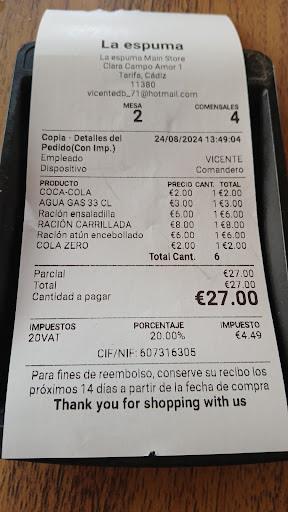 La espuma
La espuma Main Store
Clara Campo Amor 1
Tarifa, Cádiz
11380
vicentedb_71@hotmail.com
MESA COMENSALES
2 4
Copia - Detalles del 24/08/2024 13:49:04
Pedido(Con Imp.)
Empleado VICENTE
Dispositivo Comandero
PRODUCTO PRECIO CANT. TOTAL
COCA-COLA €2.00 1 €2.00
AGUA GAS 33 CL €3.00 1 €3.00
Ración ensaladilla €6.00 1 €6.00
RACIÓN CARRILLADA €8.00 1 €8.00
Ración atún encebollado €6.00 1 €6.00
COLA ZERO €2.00 1 €2.00
Total Cant. 6
Parcial €27.00
Total €27.00
Cantidad a pagar €27.00
IMPUESTOS PORCENTAJE IMPUESTO
20VAT 20.00% €4.49
CIF/NIF: 607316305
Para fines de reembolso, conserve su recibo los
próximos 14 días a partir de la fecha de compra
Thank you for shopping with us